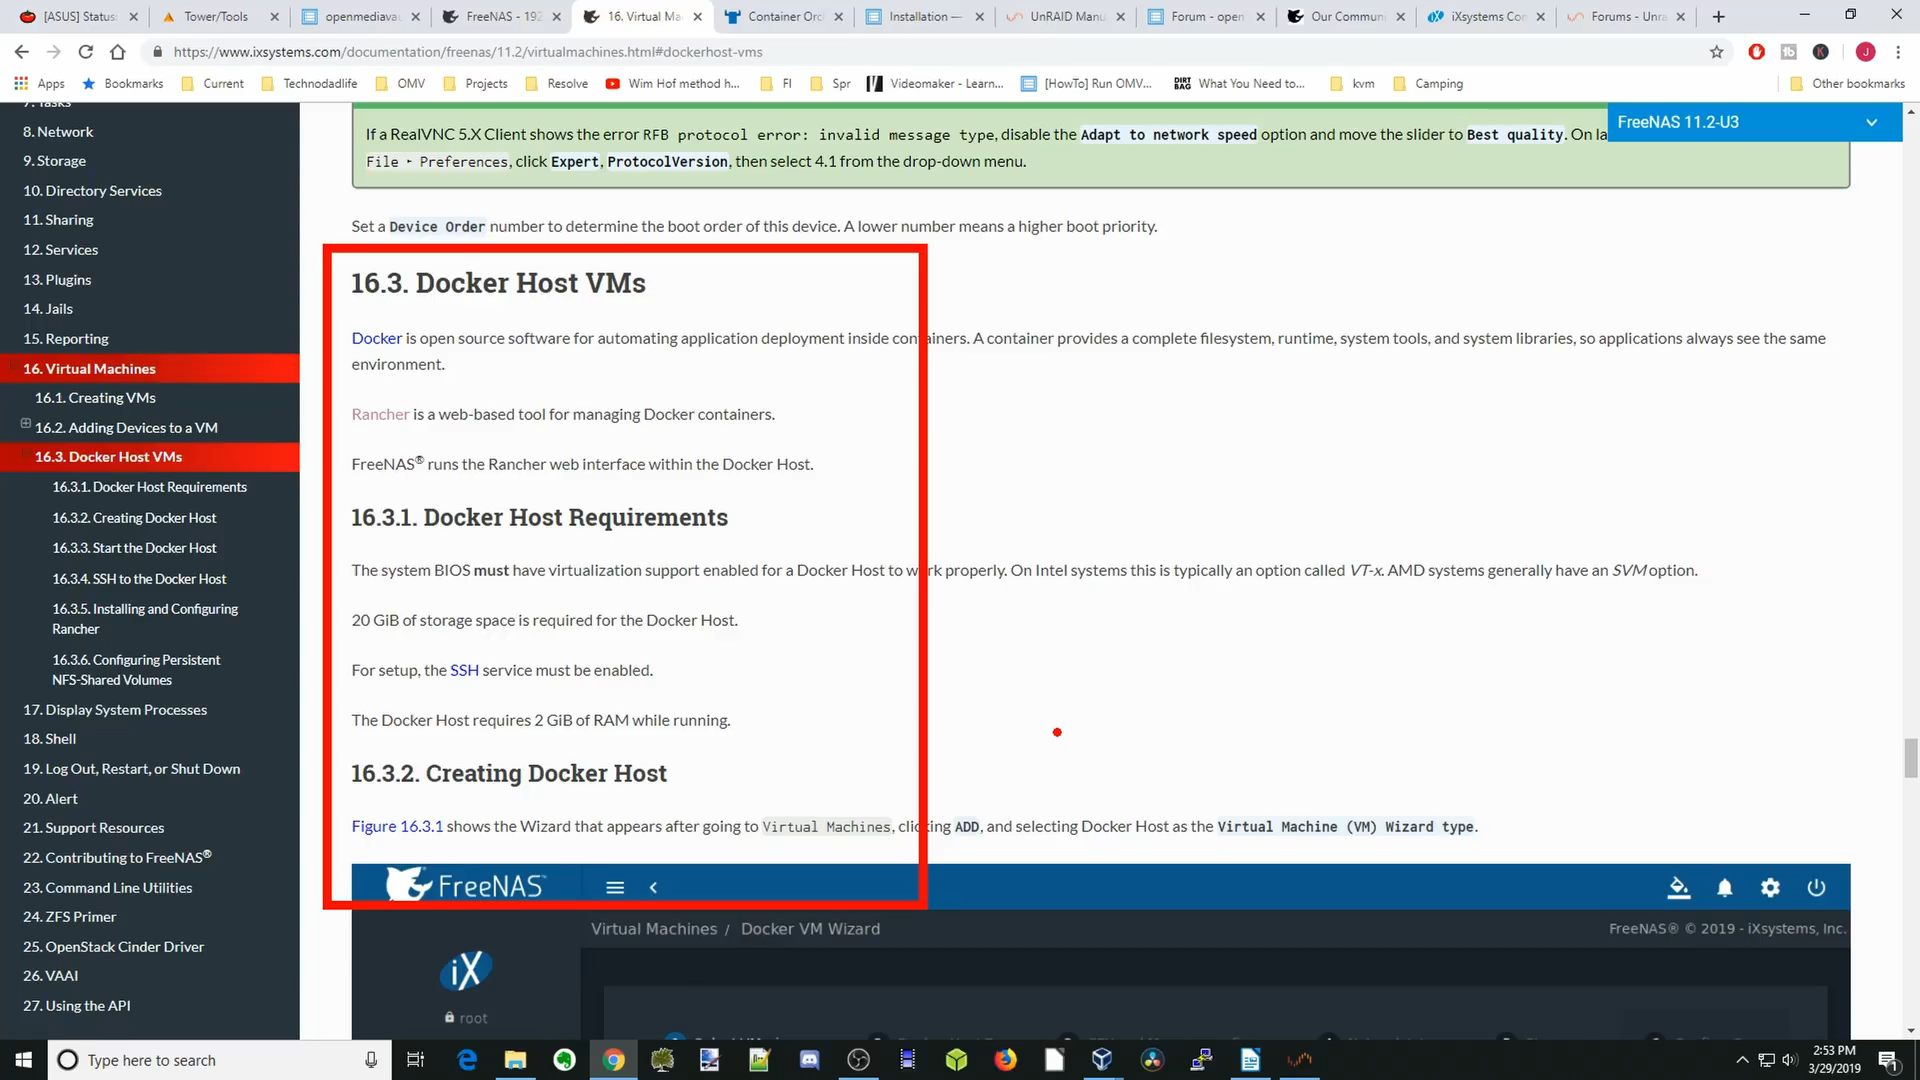 [ASUS] Status
Tower/Tools
openmediavau
FreeNAS - 192
16. Virtual Ma
Container Orc
Installation —
UnRAID Manu
Forum - open
Our Commun
iXsystems Co
Forums - Unra
https://www.ixsystems.com/documentation/freenas/11.2/virtualmachines.html#dockerhost-vms
Apps
Bookmarks
Current
Technodadlife
OMV
Projects
Resolve
Wim Hof method h...
FI
Spr
Videomaker - Learn...
[HowTo] Run OMV...
DIRT BAG
What You Need to...
kvm
Camping
Other bookmarks
7. Tasks
8. Network
9. Storage
10. Directory Services
11. Sharing
12. Services
13. Plugins
14. Jails
15. Reporting
16. Virtual Machines
16.1. Creating VMs
16.2. Adding Devices to a VM
16.3. Docker Host VMs
16.3.1. Docker Host Requirements
16.3.2. Creating Docker Host
16.3.3. Start the Docker Host
16.3.4. SSH to the Docker Host
16.3.5. Installing and Configuring
Rancher
16.3.6. Configuring Persistent
NFS-Shared Volumes
17. Display System Processes
18. Shell
19. Log Out, Restart, or Shut Down
20. Alert
21. Support Resources
22. Contributing to FreeNAS®
23. Command Line Utilities
24. ZFS Primer
25. OpenStack Cinder Driver
26. VAAI
27. Using the API
FreeNAS 11.2-U3
If a RealVNC 5.X Client shows the error RFB protocol error: invalid message type, disable the Adapt to network speed option and move the slider to Best quality. On la
File ‣ Preferences, click Expert, ProtocolVersion, then select 4.1 from the drop-down menu.
Set a Device Order number to determine the boot order of this device. A lower number means a higher boot priority.
16.3. Docker Host VMs
Docker is open source software for automating application deployment inside containers. A container provides a complete filesystem, runtime, system tools, and system libraries, so applications always see the same
environment.
Rancher is a web-based tool for managing Docker containers.
FreeNAS® runs the Rancher web interface within the Docker Host.
16.3.1. Docker Host Requirements
The system BIOS must have virtualization support enabled for a Docker Host to work properly. On Intel systems this is typically an option called VT-x. AMD systems generally have an SVM option.
20 GiB of storage space is required for the Docker Host.
For setup, the SSH service must be enabled.
The Docker Host requires 2 GiB of RAM while running.
16.3.2. Creating Docker Host
Figure 16.3.1 shows the Wizard that appears after going to Virtual Machines, clicking ADD, and selecting Docker Host as the Virtual Machine (VM) Wizard type.
FreeNAS
Virtual Machines / Docker VM Wizard
FreeNAS® © 2019 - iXsystems, Inc.
iX
root
Type here to search
2:53 PM
3/29/2019